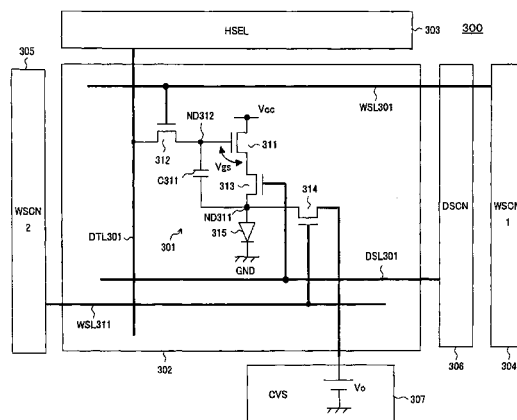 305
HSEL
303
300
WSL301
Vcc
ND312
311
312
Vgs
C311
313
314
ND311
315
301
DTL301
GND
DSL301
WSL311
WSCN
2
DSCN
WSCN
1
302
306
304
CVS
Vo
307